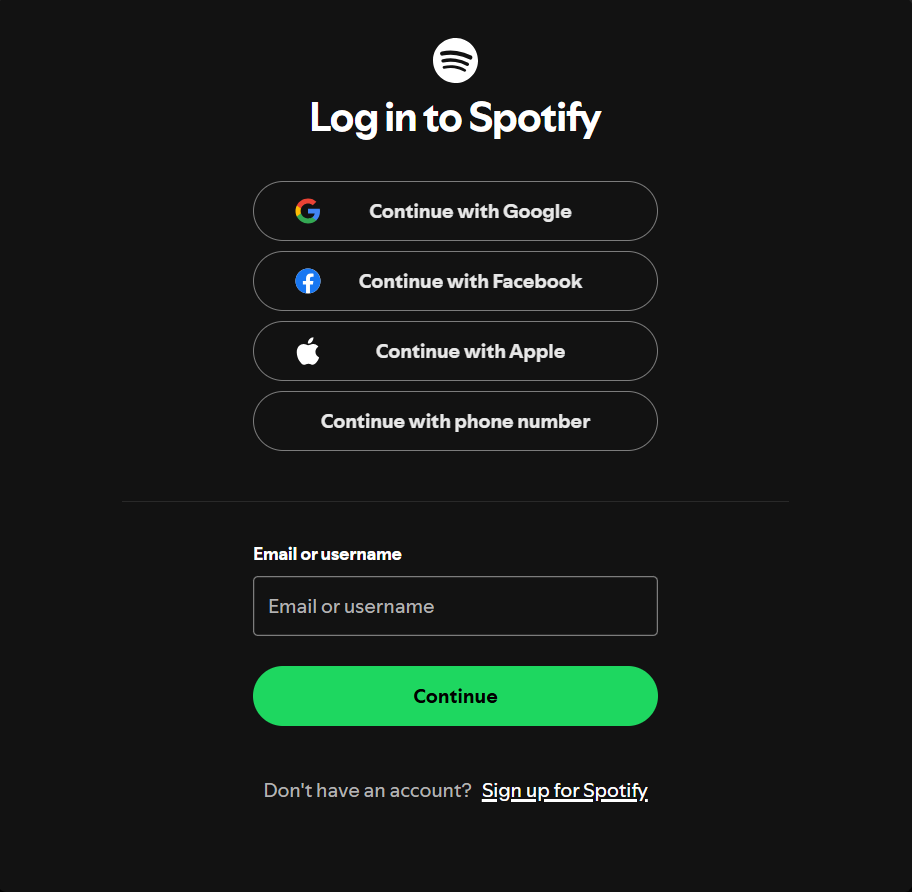 Log in to Spotify
Continue with Google
Continue with Facebook
Continue with Apple
Continue with phone number
Email or username
Email or username
Continue
Don't have an account? Sign up for Spotify